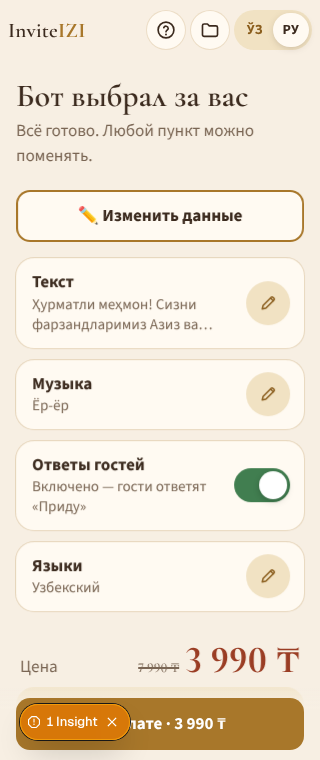 InviteIZI
ЎЗ
РУ
Бот выбрал за вас
Всё готово. Любой пункт можно
поменять.
✏️ Изменить данные
Текст
Ҳурматли меҳмон! Сизни
фарзандларимиз Азиз ва…
Музыка
Ёр-ёр
Ответы гостей
Включено — гости ответят
«Приду»
Языки
Узбекский
Цена
7 990 ₸ 3 990 ₸
1 Insight
лате · 3 990 ₸